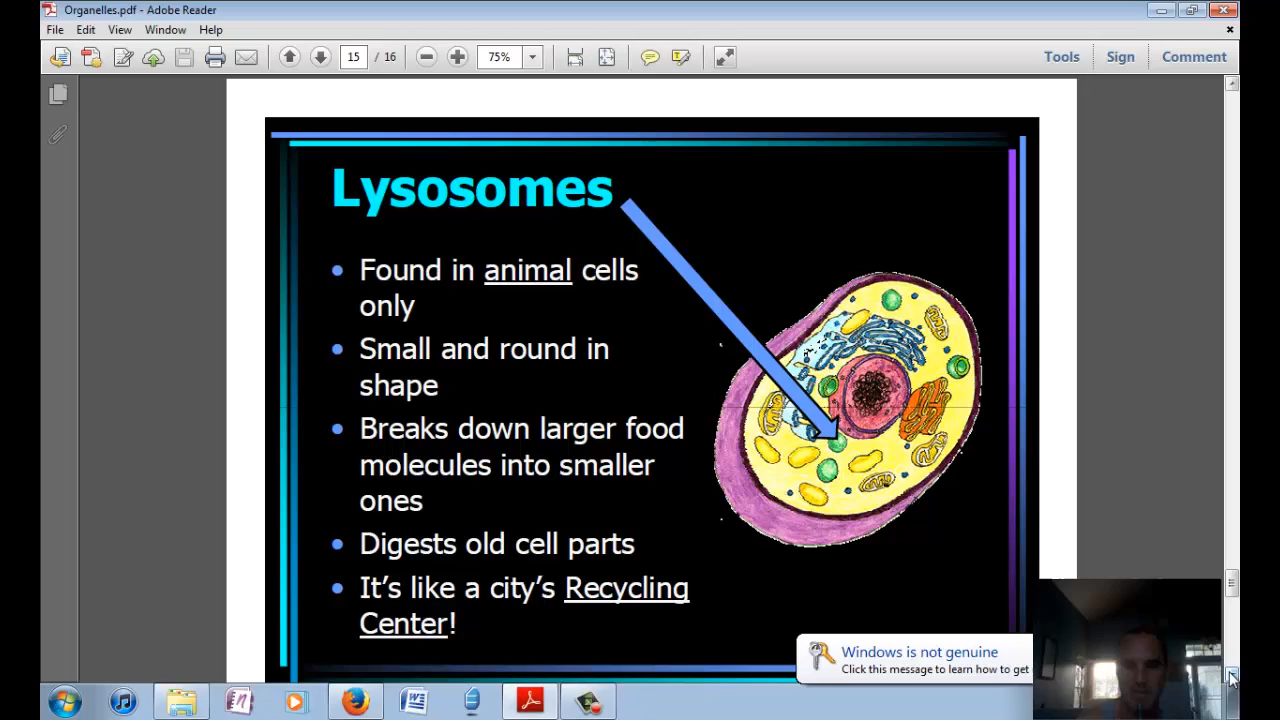 Organelles.pdf - Adobe Reader
File Edit View Window Help
15 / 16 75% Tools Sign Comment
Lysosomes
• Found in animal cells
only
• Small and round in
shape
• Breaks down larger food
molecules into smaller
ones
• Digests old cell parts
• It's like a city's Recycling
Center!
Windows is not genuine
Click this message to learn how to get